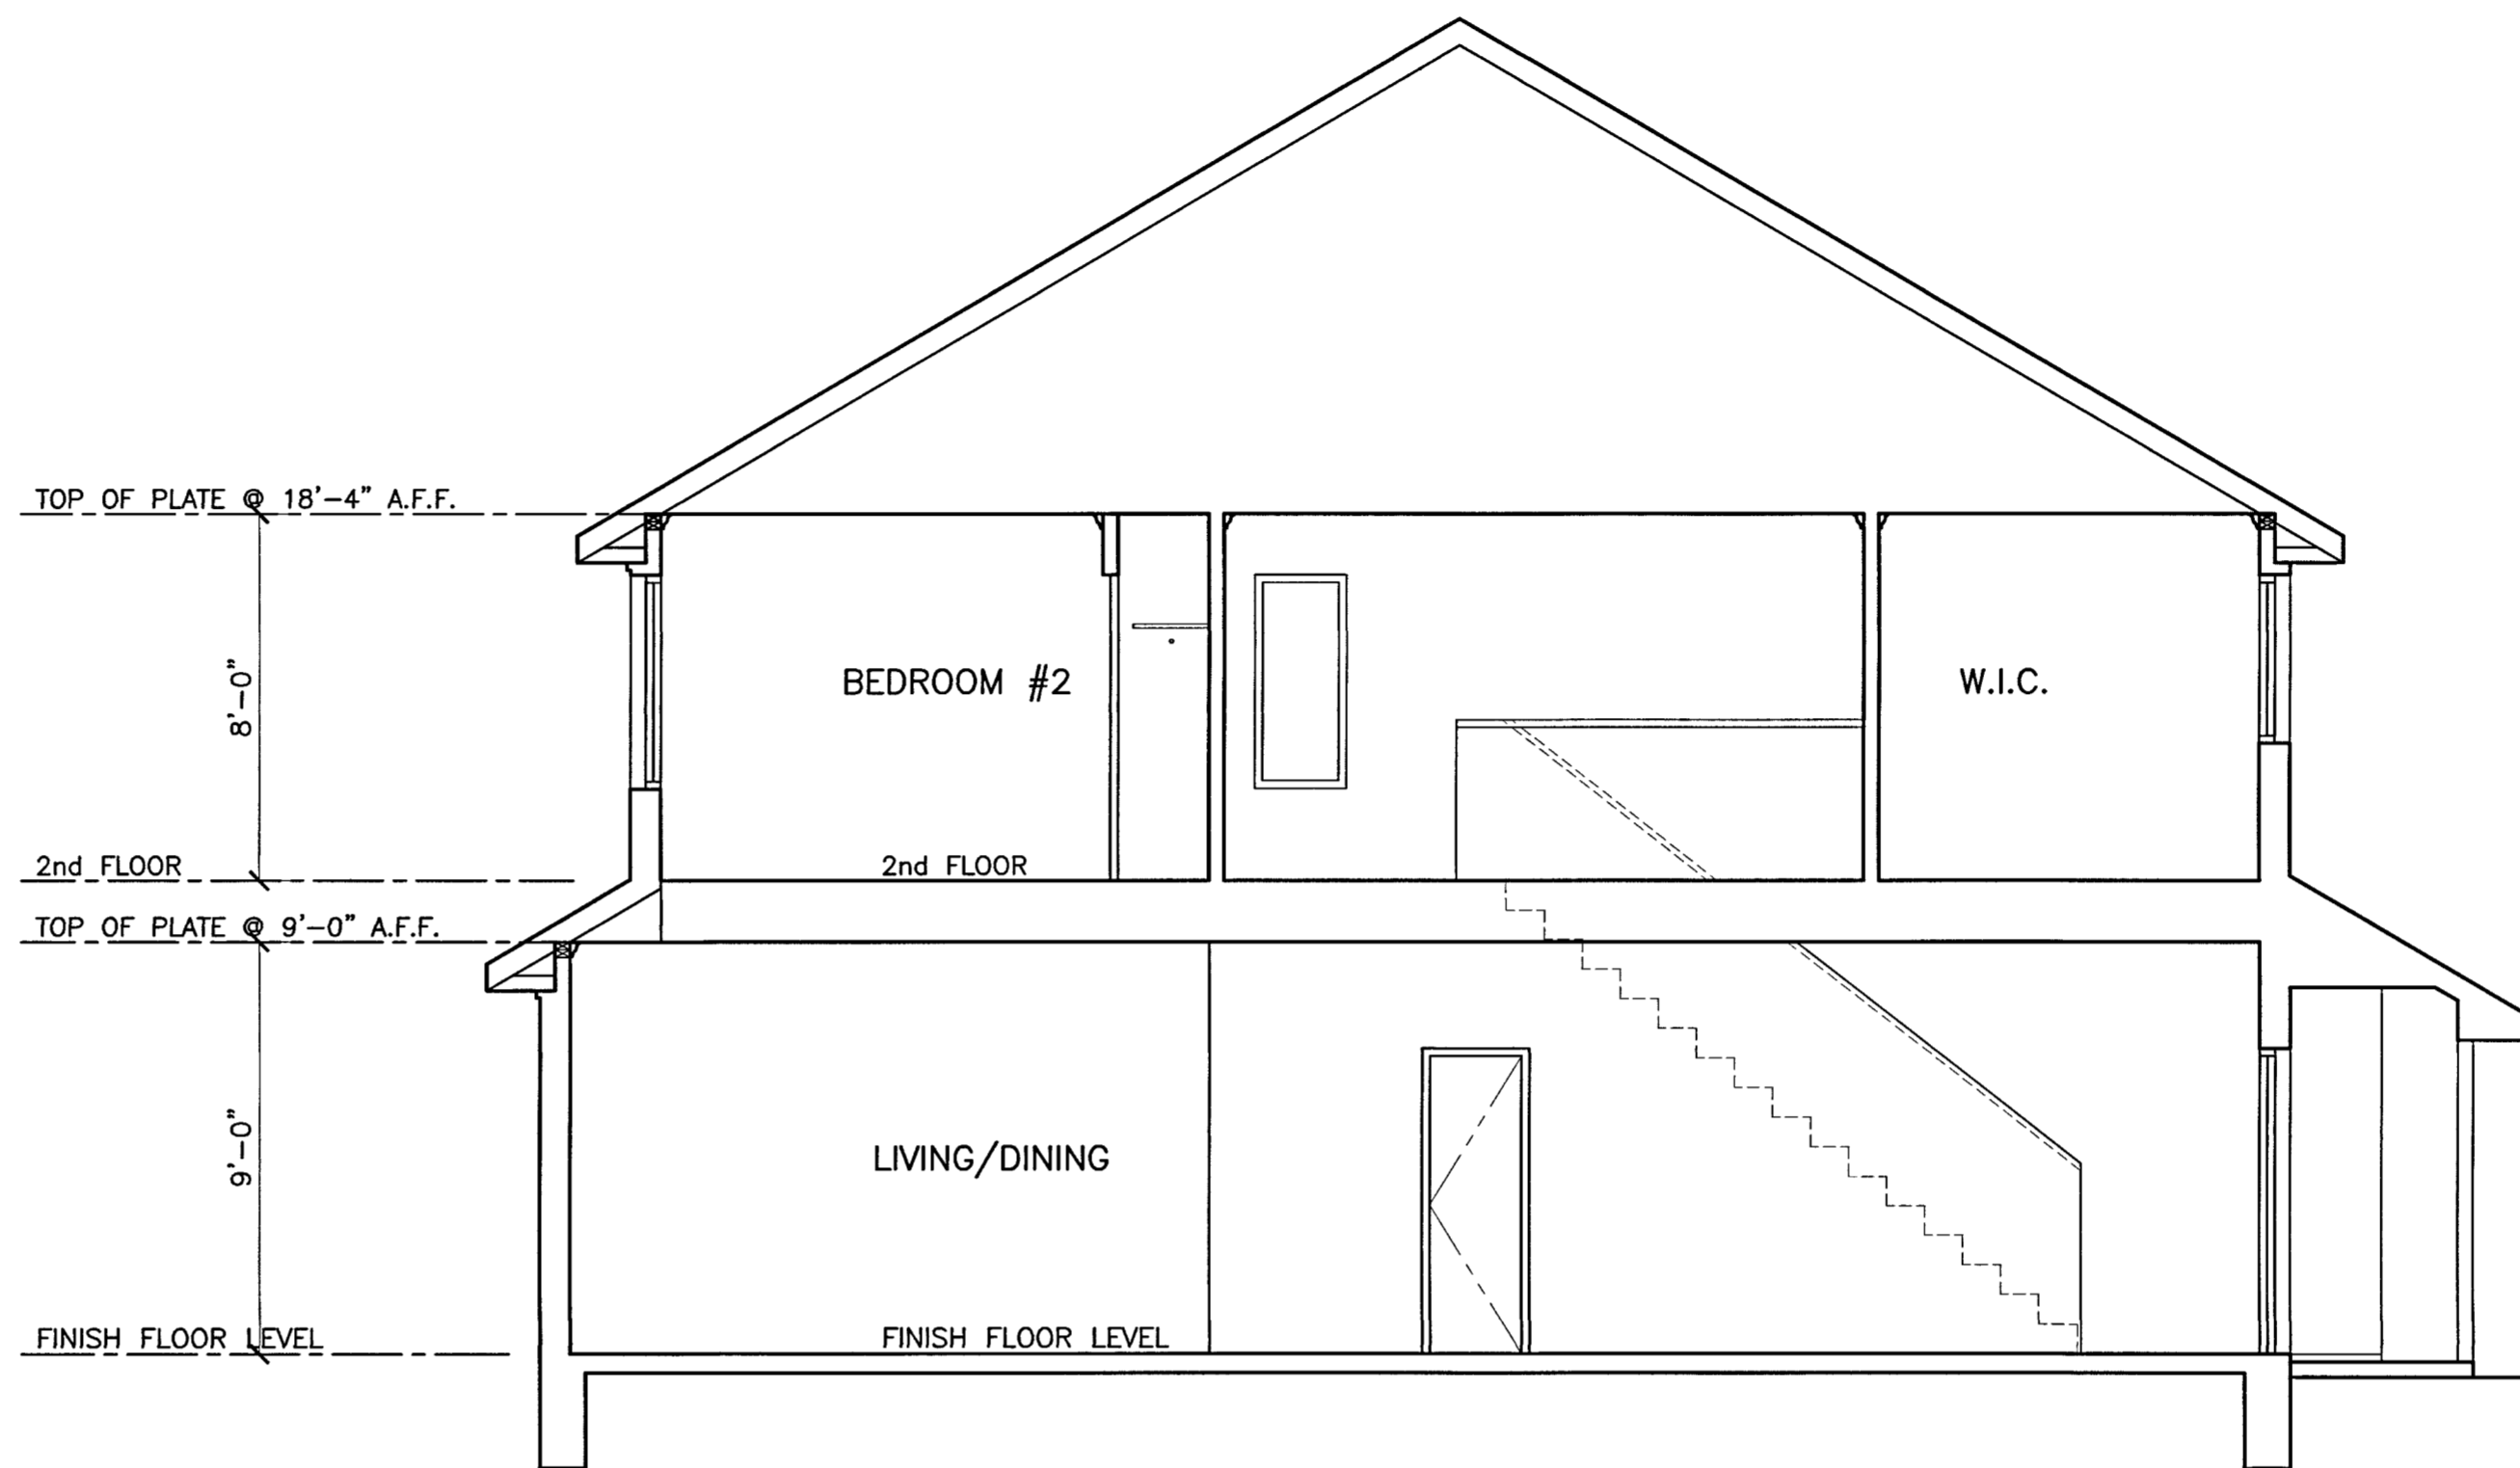 TOP OF PLATE @ 18'-4" A.F.F.
8'-0"
BEDROOM #2
W.I.C.
2nd FLOOR
2nd FLOOR
TOP OF PLATE @ 9'-0" A.F.F.
9'-0"
LIVING/DINING
FINISH FLOOR LEVEL
FINISH FLOOR LEVEL